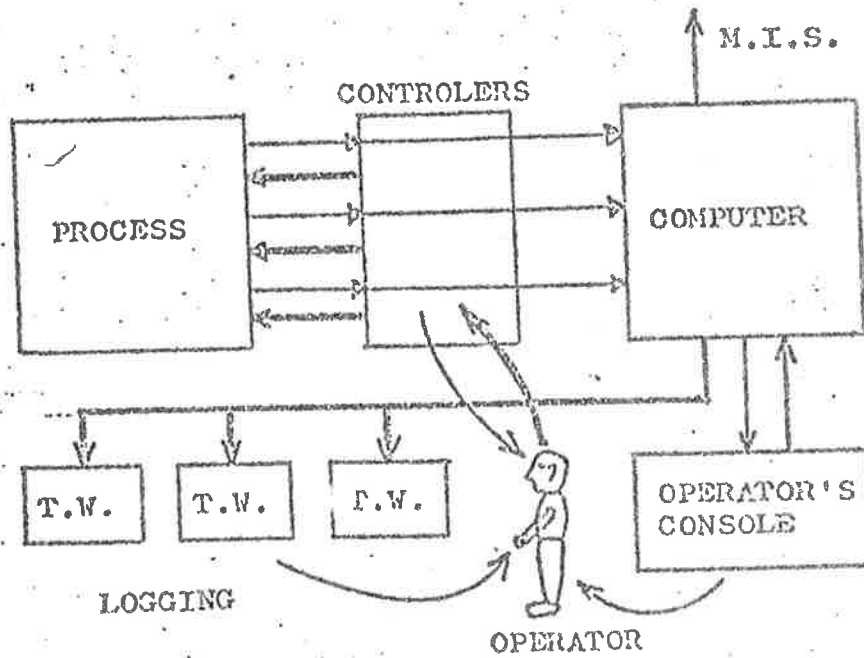 M.I.S.
CONTROLERS
PROCESS
COMPUTER
T.W.
T.W.
T.W.
OPERATOR'S
CONSOLE
LOGGING
OPERATOR